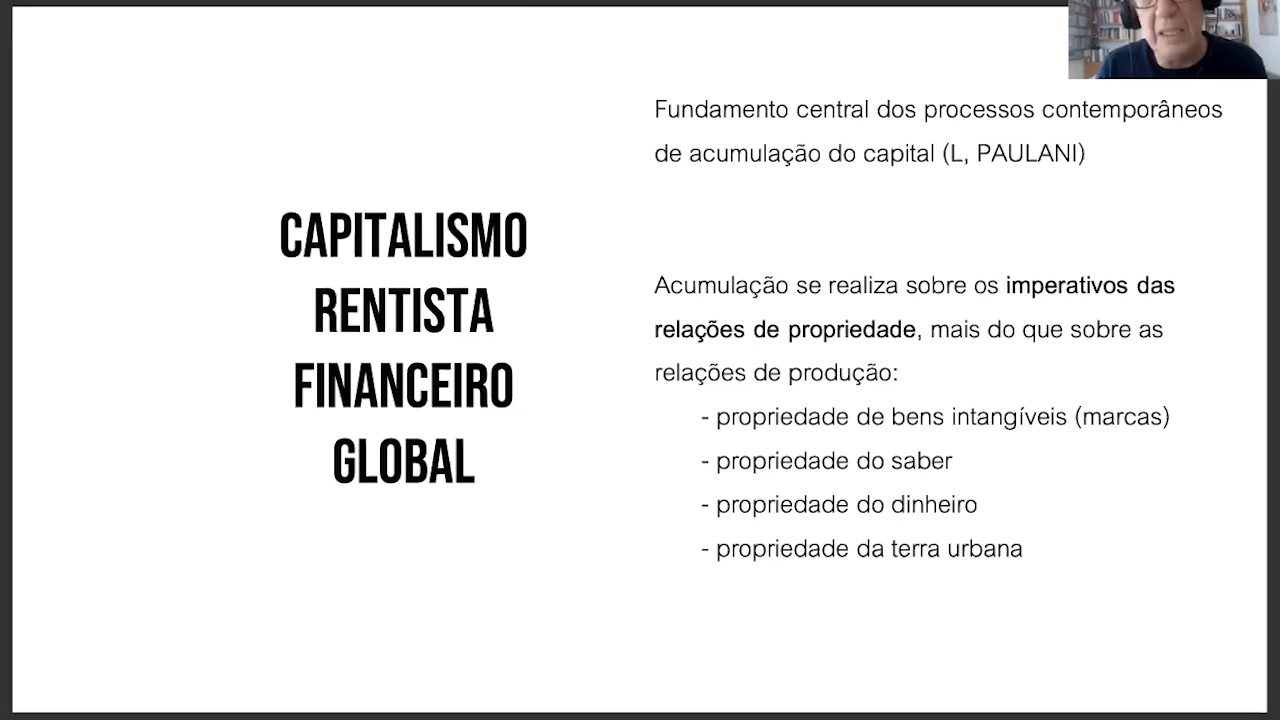 CAPITALISMO
RENTISTA
FINANCEIRO
GLOBAL
Fundamento central dos processos contemporâneos
de acumulação do capital (L, PAULANI)
Acumulação se realiza sobre os imperativos das
relações de propriedade, mais do que sobre as
relações de produção:
- propriedade de bens intangíveis (marcas)
- propriedade do saber
- propriedade do dinheiro
- propriedade da terra urbana